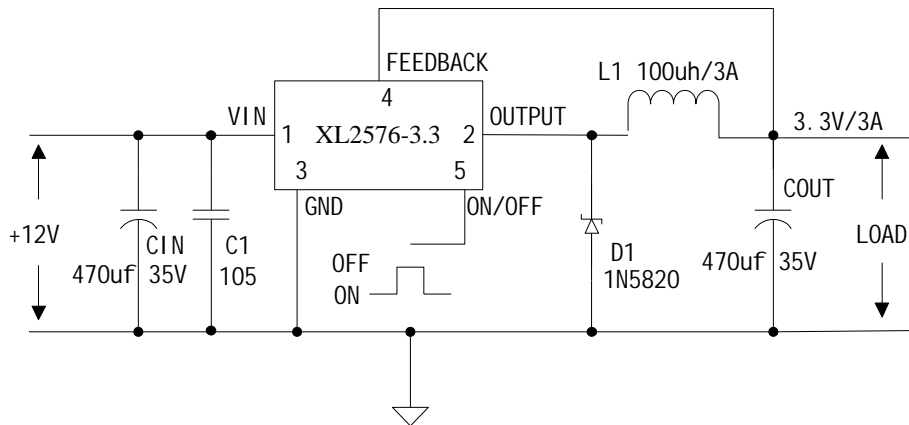 FEEDBACK
L1 100uh/3A
4
VIN
OUTPUT
1 XL2576-3.3 2
3.3V/3A
3 5
GND
ON/OFF
COUT
+12V
CIN
C1
470uf 35V
105
OFF
ON
D1
1N5820
470uf 35V
LOAD